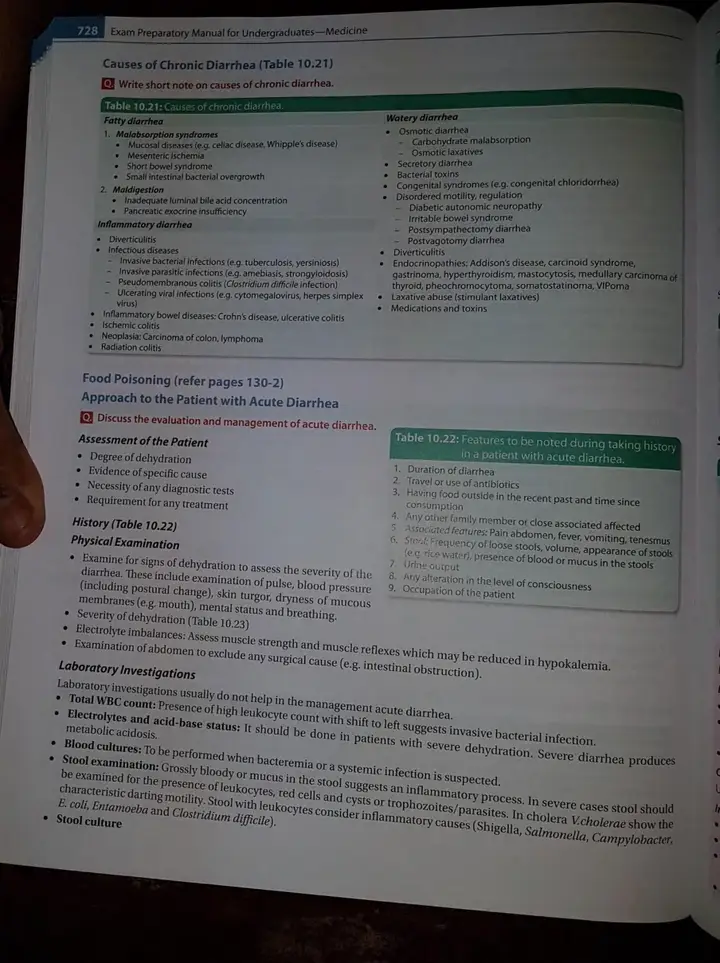 728 Exam Preparatory Manual for Undergraduates—Medicine
Causes of Chronic Diarrhea (Table 10.21)
Q. Write short note on causes of chronic diarrhea.
Table 10.21: Causes of chronic diarrhea.
Fatty diarrhea
1. Malabsorption syndromes
• Mucosal diseases (e.g. celiac disease, Whipple's disease)
• Mesenteric ischemia
• Short bowel syndrome
• Small intestinal bacterial overgrowth
2. Maldigestion
• Inadequate luminal bile acid concentration
• Pancreatic exocrine insufficiency
Inflammatory diarrhea
• Diverticulitis
• Infectious diseases
– Invasive bacterial infections (e.g. tuberculosis, yersiniosis)
– Invasive parasitic infections (e.g. amebiasis, strongyloidosis)
– Pseudomembranous colitis (Clostridium difficile infection)
– Ulcerating viral infections (e.g. cytomegalovirus, herpes simplex
virus)
• Inflammatory bowel diseases: Crohn's disease, ulcerative colitis
• Ischemic colitis
• Neoplasia: Carcinoma of colon, lymphoma
• Radiation colitis
Watery diarrhea
• Osmotic diarrhea
– Carbohydrate malabsorption
– Osmotic laxatives
• Secretory diarrhea
• Bacterial toxins
• Congenital syndromes (e.g. congenital chloridorrhea)
• Disordered motility, regulation
– Diabetic autonomic neuropathy
– Irritable bowel syndrome
– Postsympathectomy diarrhea
– Postvagotomy diarrhea
• Diverticulitis
• Endocrinopathies: Addison's disease, carcinoid syndrome,
gastrinoma, hyperthyroidism, mastocytosis, medullary carcinoma of
thyroid, pheochromocytoma, somatostatinoma, VIPoma
• Laxative abuse (stimulant laxatives)
• Medications and toxins
Food Poisoning (refer pages 130-2)
Approach to the Patient with Acute Diarrhea
Q. Discuss the evaluation and management of acute diarrhea.
Assessment of the Patient
• Degree of dehydration
• Evidence of specific cause
• Necessity of any diagnostic tests
• Requirement for any treatment
History (Table 10.22)
Physical Examination
• Examine for signs of dehydration to assess the severity of the
diarrhea. These include examination of pulse, blood pressure
(including postural change), skin turgor, dryness of mucous
membranes (e.g. mouth), mental status and breathing.
• Severity of dehydration (Table 10.23)
• Electrolyte imbalances: Assess muscle strength and muscle reflexes which may be reduced in hypokalemia.
• Examination of abdomen to exclude any surgical cause (e.g. intestinal obstruction).
Table 10.22: Features to be noted during taking history
in a patient with acute diarrhea.
1. Duration of diarrhea
2. Travel or use of antibiotics
3. Having food outside in the recent past and time since
consumption
4. Any other family member or close associated affected
5. Associated features: Pain abdomen, fever, vomiting, tenesmus
6. Stool: Frequency of loose stools, volume, appearance of stools
(e.g. rice water), presence of blood or mucus in the stools
7. Urine output
8. Any alteration in the level of consciousness
9. Occupation of the patient
Laboratory Investigations
Laboratory investigations usually do not help in the management acute diarrhea.
• Total WBC count: Presence of high leukocyte count with shift to left suggests invasive bacterial infection.
• Electrolytes and acid-base status: It should be done in patients with severe dehydration. Severe diarrhea produces
metabolic acidosis.
• Blood cultures: To be performed when bacteremia or a systemic infection is suspected.
• Stool examination: Grossly bloody or mucus in the stool suggests an inflammatory process. In severe cases stool should
be examined for the presence of leukocytes, red cells and cysts or trophozoites/parasites. In cholera V.cholerae show the
characteristic darting motility. Stool with leukocytes consider inflammatory causes (Shigella, Salmonella, Campylobacter,
E. coli, Entamoeba and Clostridium difficile).
• Stool culture